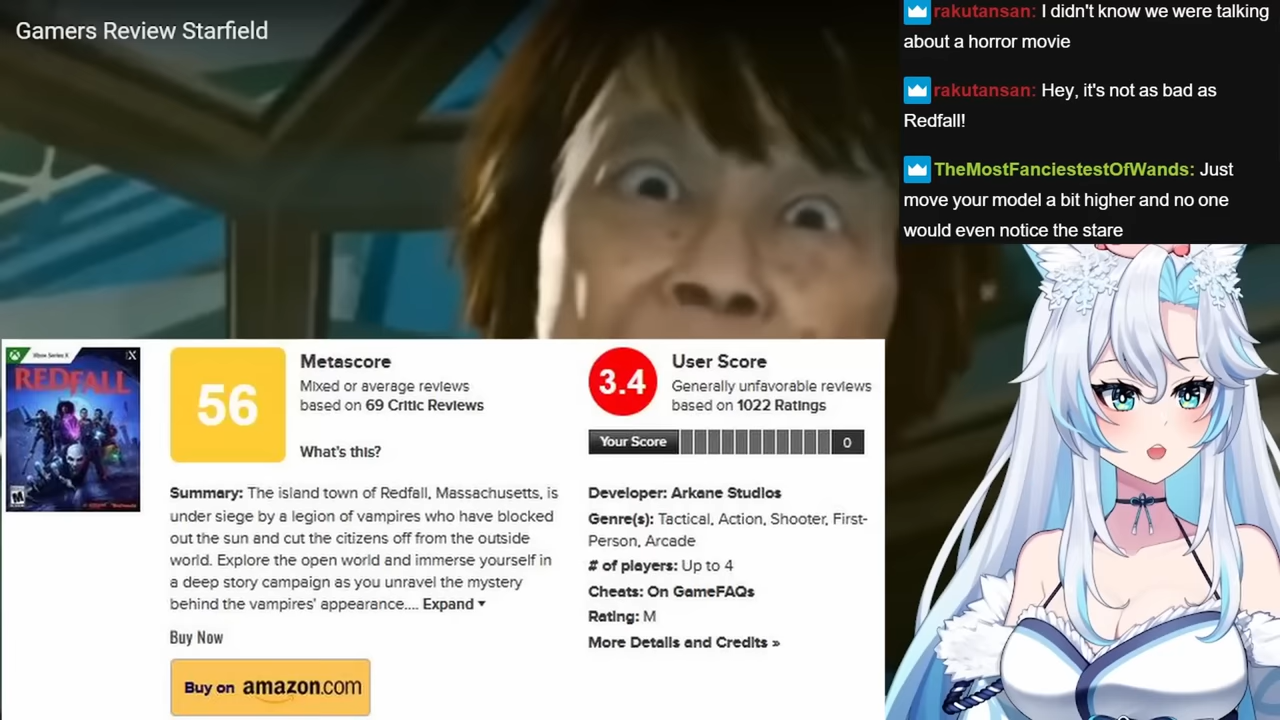 Gamers Review Starfield
rakutansan: I didn't know we were talking
about a horror movie
rakutansan: Hey, it's not as bad as
Redfall!
TheMostFanciestestOfWands: Just
move your model a bit higher and no one
would even notice the stare
REDFALL
56
Metascore
Mixed or average reviews
based on 69 Critic Reviews
What's this?
3.4
User Score
Generally unfavorable reviews
based on 1022 Ratings
Your Score
0
Summary: The island town of Redfall, Massachusetts, is
under siege by a legion of vampires who have blocked
out the sun and cut the citizens off from the outside
world. Explore the open world and immerse yourself in
a deep story campaign as you unravel the mystery
behind the vampires' appearance.... Expand
Buy Now
Buy on amazon.com
Developer: Arkane Studios
Genre(s): Tactical, Action, Shooter, First-
Person, Arcade
# of players: Up to 4
Cheats: On GameFAQs
Rating: M
More Details and Credits »